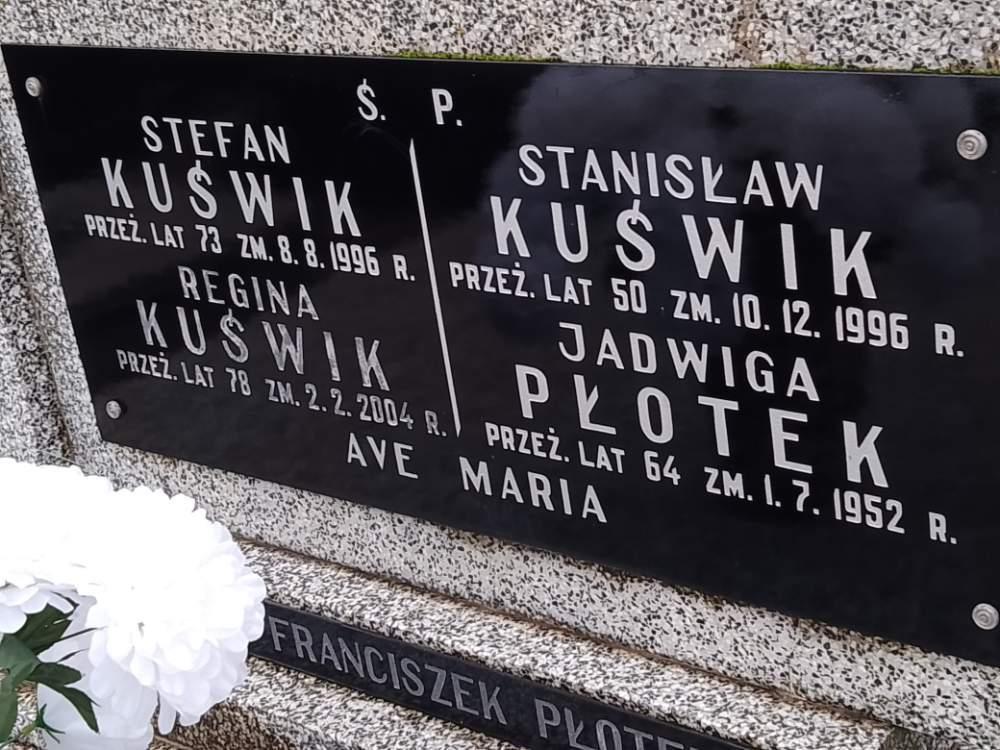 Ś. P.
STEFAN
KUŚWIK
PRZEŻ. LAT 73 ZM. 8. 8. 1996 R.
REGINA
KUŚWIK
PRZEŻ. LAT 78 ZM. 2. 2. 2004 R.
STANISŁAW
KUŚWIK
PRZEŻ. LAT 50 ZM. 10. 12. 1996 R.
JADWIGA
PŁOTEK
PRZEŻ. LAT 64 ZM. 1. 7. 1952 R.
AVE MARIA
FRANCISZEK PŁOTEK